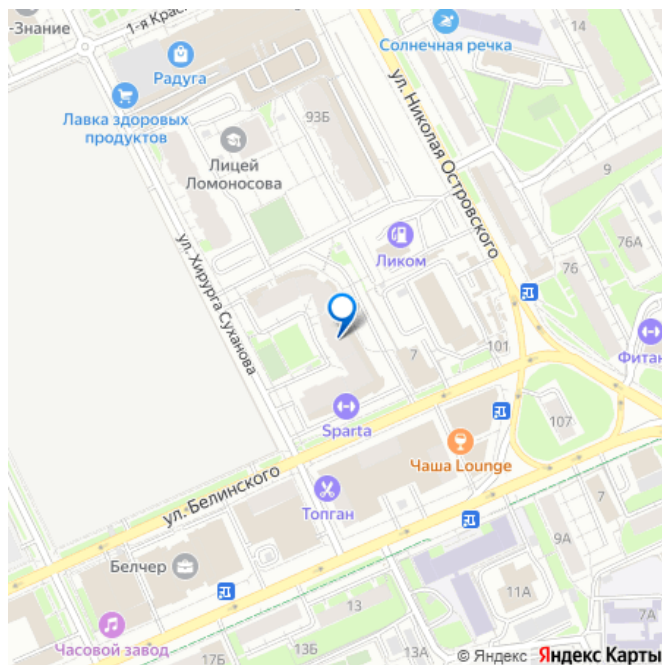 -Знание
1-я Крас
Радуга
Лавка здоровых
продуктов
93Б
Лицей
Ломоносова
Солнечная речка
14
ул. Николая Островского
9
76А
76
Ликом
ул. Хирурга Суханова
101
7
Фитан
Sparta
107
Чаша Lounge
ул. Белинского
Топган
Белчер
7
9А
11А
7А
13
Часовой завод
17Б
13Б
13А
© Яндекс Яндекс Карты